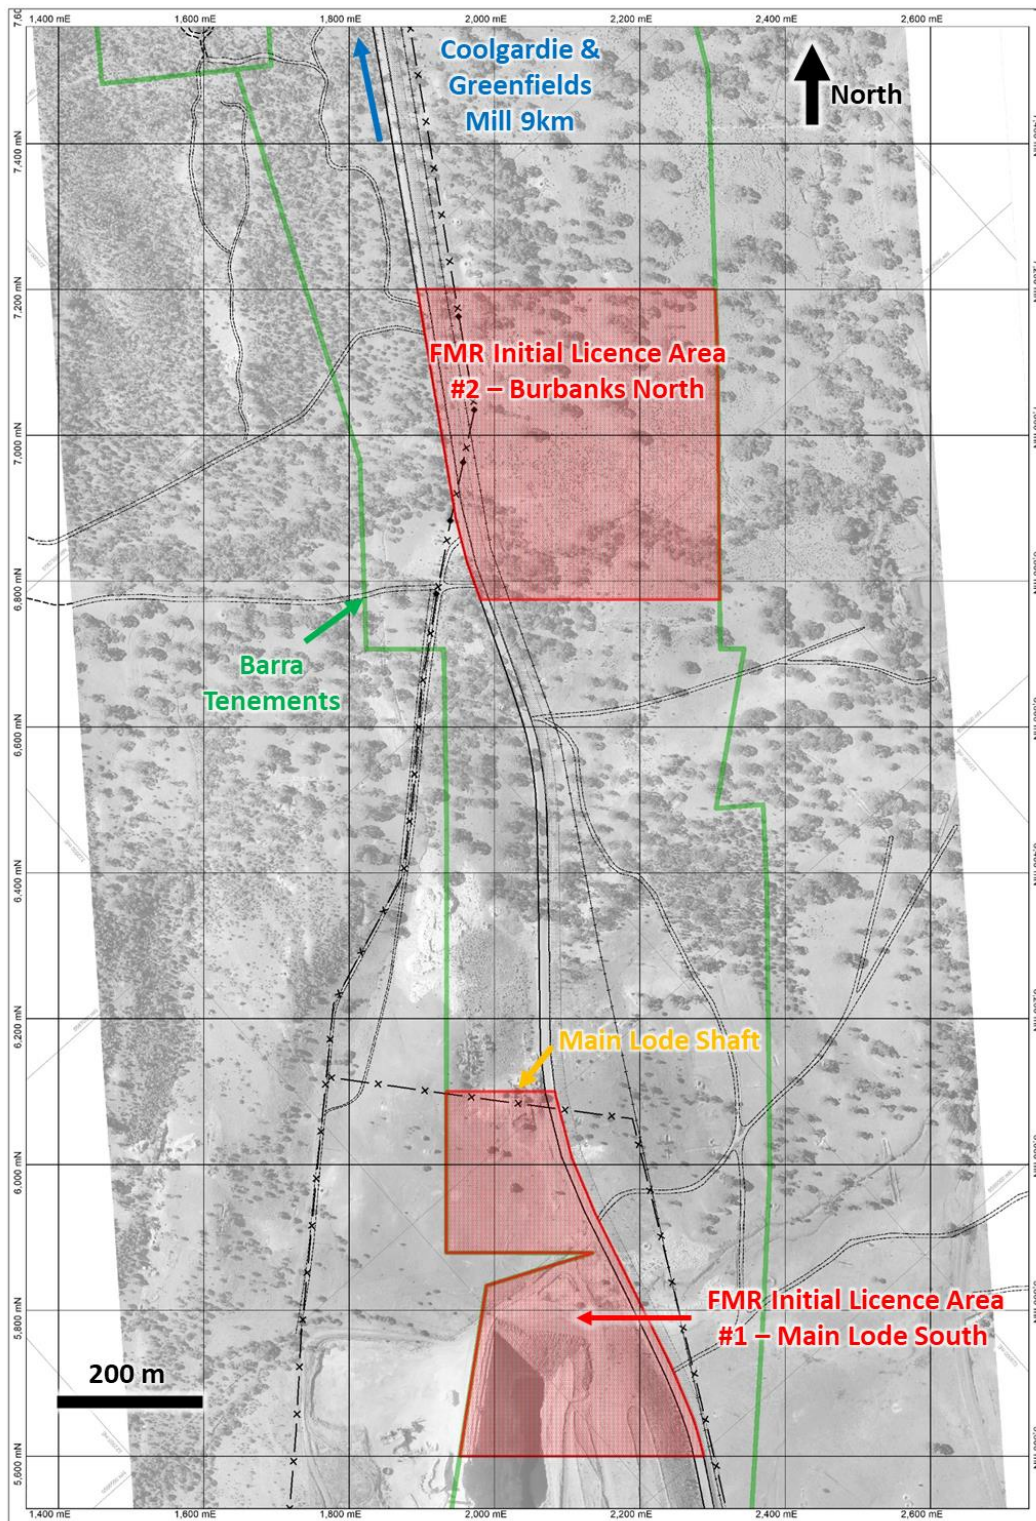 7,60
1,400 mE
1,600 mE
1,800 mE
2,000 mE
2,200 mE
2,400 mE
2,600 mE
Coolgardie &
Greenfields
Mill 9km
North
7,400 mN
7,200 mN
FMR Initial Licence Area
#2 – Burbanks North
7,000 mN
6,800 mN
Barra
Tenements
6,600 mN
6,400 mN
6,200 mN
Main Lode Shaft
6,000 mN
FMR Initial Licence Area
#1 – Main Lode South
5,800 mN
200 m
5,600 mN
1,400 mE
1,600 mE
1,800 mE
2,000 mE
2,200 mE
2,400 mE
2,600 mE